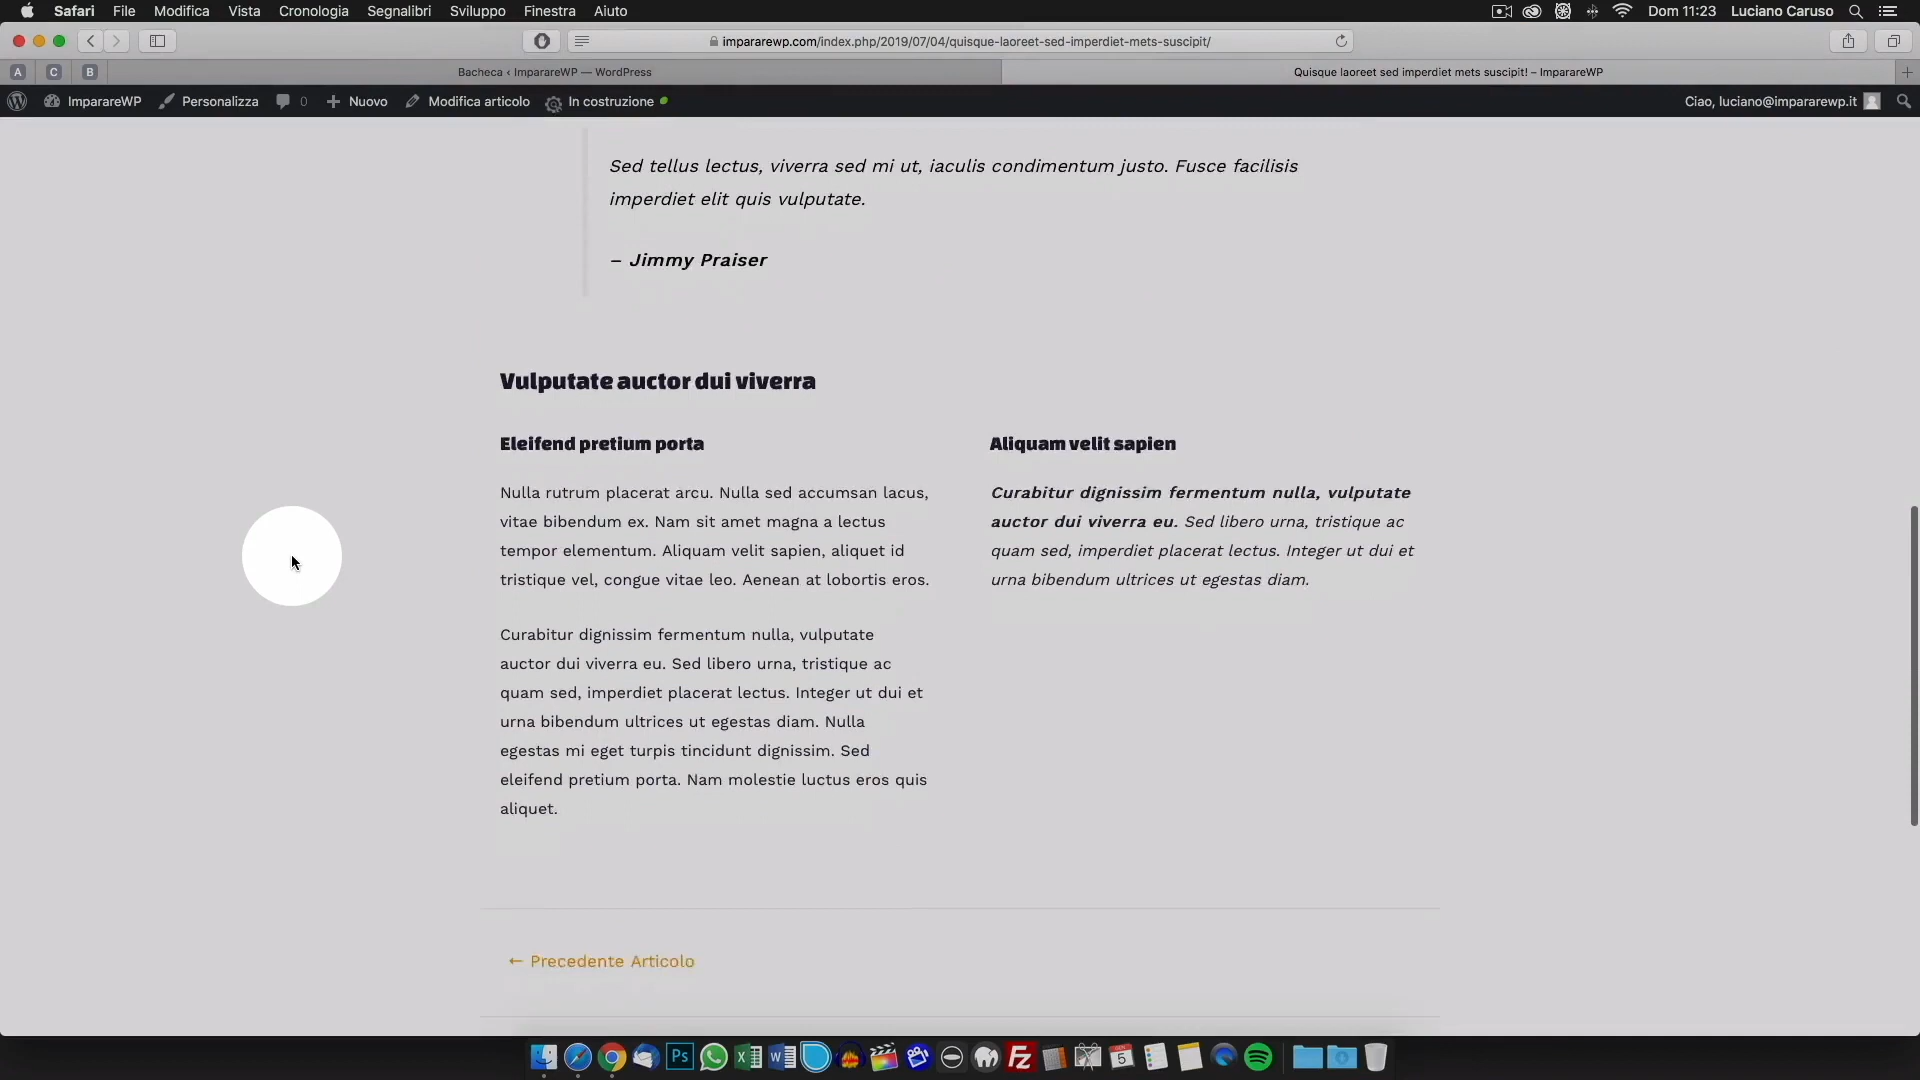 Safari File Modifica Vista Cronologia Segnalibri Sviluppo Finestra Aiuto Dom 11:23 Luciano Caruso
impararewp.com/index.php/2019/07/04/quisque-laoreet-sed-imperdiet-mets-suscipit/
A C B Bacheca ‹ ImparareWP — WordPress Quisque laoreet sed imperdiet mets suscipit! – ImparareWP
ImparareWP Personalizza 0 Nuovo Modifica articolo In costruzione Ciao, luciano@impararewp.it
Sed tellus lectus, viverra sed mi ut, iaculis condimentum justo. Fusce facilisis
imperdiet elit quis vulputate.
– Jimmy Praiser
Vulputate auctor dui viverra
Eleifend pretium porta
Nulla rutrum placerat arcu. Nulla sed accumsan lacus,
vitae bibendum ex. Nam sit amet magna a lectus
tempor elementum. Aliquam velit sapien, aliquet id
tristique vel, congue vitae leo. Aenean at lobortis eros.
Curabitur dignissim fermentum nulla, vulputate
auctor dui viverra eu. Sed libero urna, tristique ac
quam sed, imperdiet placerat lectus. Integer ut dui et
urna bibendum ultrices ut egestas diam. Nulla
egestas mi eget turpis tincidunt dignissim. Sed
eleifend pretium porta. Nam molestie luctus eros quis
aliquet.
Aliquam velit sapien
Curabitur dignissim fermentum nulla, vulputate
auctor dui viverra eu. Sed libero urna, tristique ac
quam sed, imperdiet placerat lectus. Integer ut dui et
urna bibendum ultrices ut egestas diam.
← Precedente Articolo
Ps
W
FZ
5